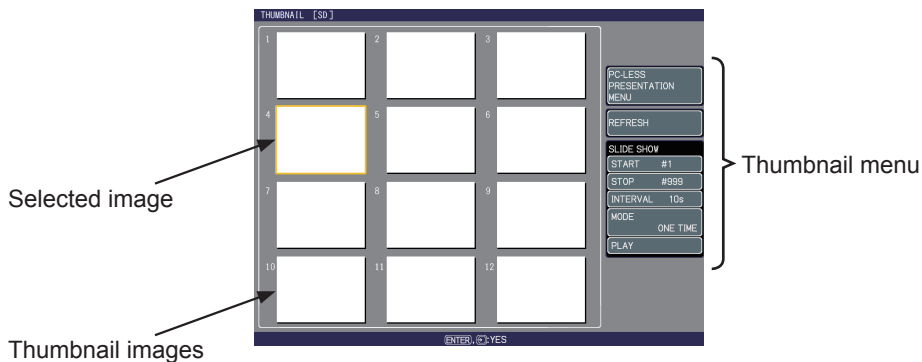 THUMBNAIL [SD]
1
2
3
4
5
6
7
8
9
10
11
12
PC-LESS
PRESENTATION
MENU
REFRESH
SLIDE SHOW
START #1
STOP #999
INTERVAL 10s
MODE
ONE TIME
PLAY
ENTER, :YES
Selected image
Thumbnail images
Thumbnail menu